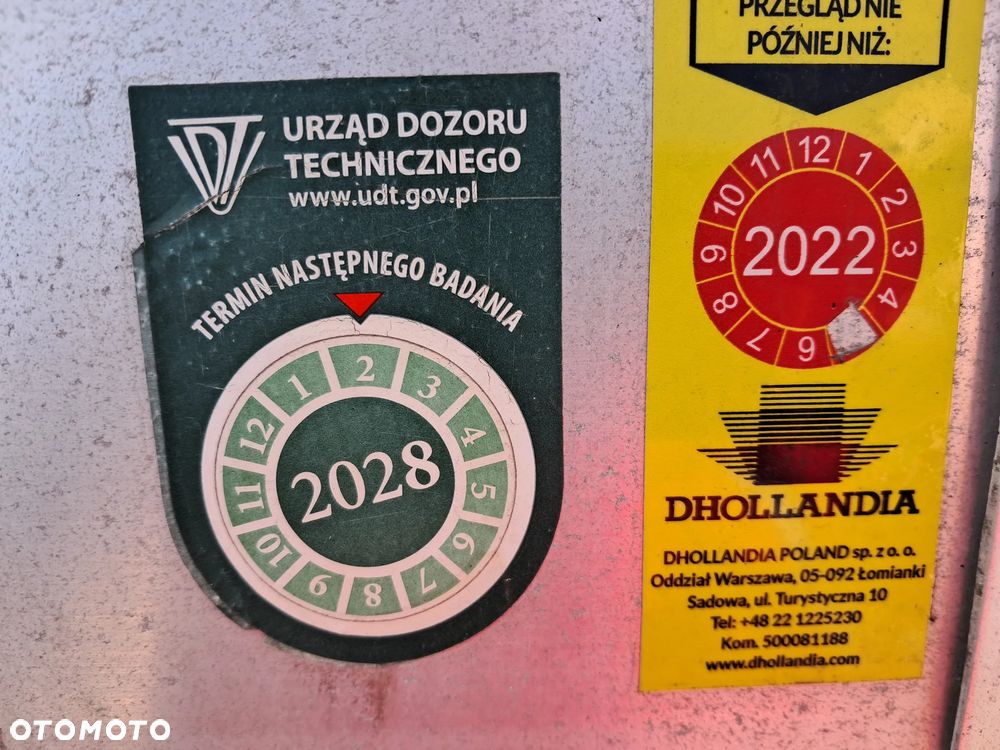 URZĄD DOZORU
TECHNICZNEGO
www.udt.gov.pl
TERMIN NASTĘPNEGO BADANIA
1 2 3 4 5 6 7 8 9 10 11 12
2028
PRZEGLĄD NIE
PÓŹNIEJ NIŻ:
12 1 2 3 4 6 7 8 9 10 11
2022
DHOLLANDIA
DHOLLANDIA POLAND sp. z o. o.
Oddział Warszawa, 05-092 Łomianki
Sadowa, ul. Turystyczna 10
Tel: +48 22 1225230
Kom. 500081188
www.dhollandia.com
OTOMOTO